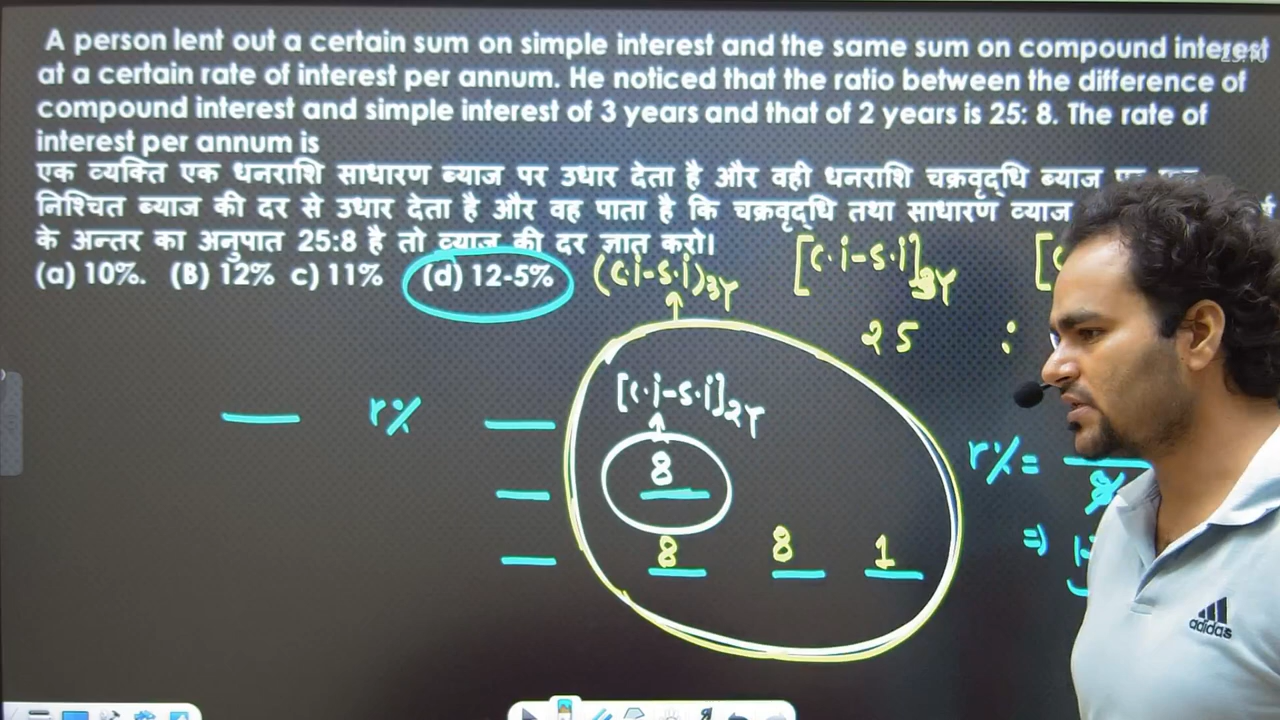 A person lent out a certain sum on simple interest and the same sum on compound interest
at a certain rate of interest per annum. He noticed that the ratio between the difference of
compound interest and simple interest of 3 years and that of 2 years is 25: 8. The rate of
interest per annum is
एक व्यक्ति एक धनराशि साधारण ब्याज पर उधार देता है और वही धनराशि चक्रवृद्धि ब्याज
निश्चित ब्याज की दर से उधार देता है और वह पाता है कि चक्रवृद्धि तथा साधारण ब्याज
के अन्तर का अनुपात 25:8 है तो ब्याज की दर ज्ञात करो।
(a) 10%. (B) 12% c) 11% (d) 12-5%
(c.i-s.i)3Y [c.i-s.i]3Y [c
25 :
[c.i-s.i]2Y
r%
8
r%=
8 8 1
⇒
adidas